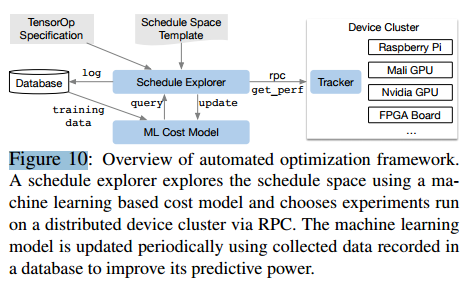 TensorOp
Specification
Schedule Space
Template
Device Cluster
Raspberry Pi
Mali GPU
Nvidia GPU
FPGA Board
...
Database
log
Schedule Explorer
rpc
get_perf
Tracker
training
data
query
update
ML Cost Model
Figure 10: Overview of automated optimization framework.
A schedule explorer explores the schedule space using a ma-
chine learning based cost model and chooses experiments run
on a distributed device cluster via RPC. The machine learning
model is updated periodically using collected data recorded in
a database to improve its predictive power.